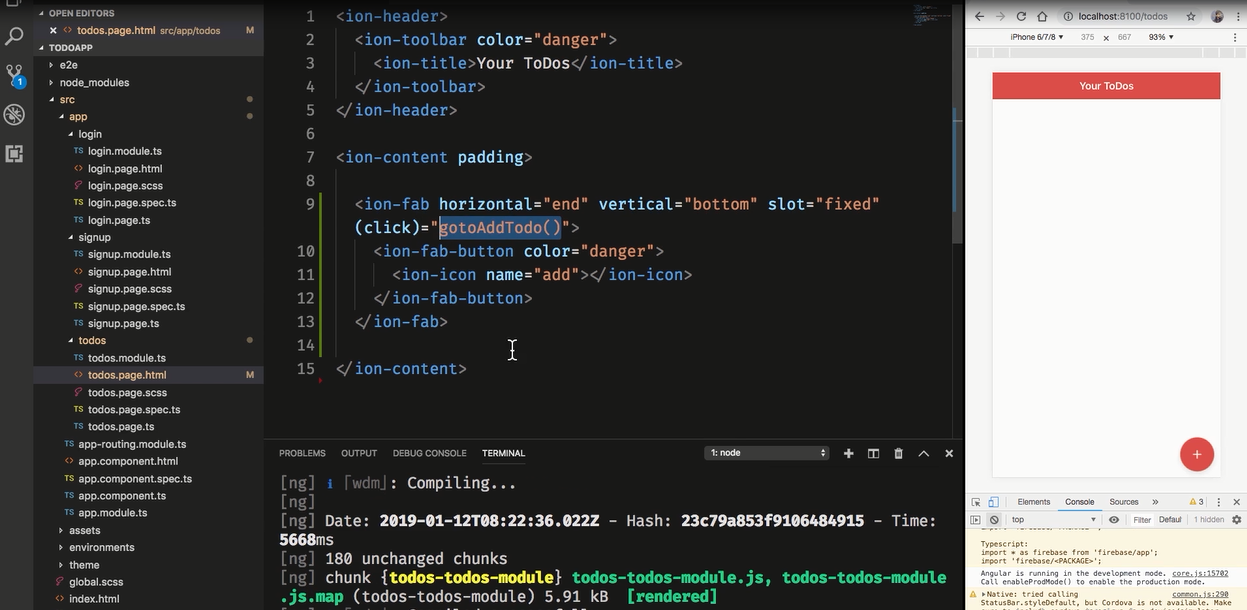 OPEN EDITORS
todos.page.html src/app/todos M
TODOAPP
e2e
node_modules
src
app
login
TS login.module.ts
<> login.page.html
login.page.scss
TS login.page.spec.ts
TS login.page.ts
signup
TS signup.module.ts
<> signup.page.html
signup.page.scss
TS signup.page.spec.ts
TS signup.page.ts
todos
TS todos.module.ts
<> todos.page.html M
todos.page.scss
TS todos.page.spec.ts
TS todos.page.ts
TS app-routing.module.ts
<> app.component.html
TS app.component.spec.ts
TS app.component.ts
TS app.module.ts
assets
environments
theme
global.scss
<> index.html
1
1 <ion-header>
2 <ion-toolbar color="danger">
3 <ion-title>Your ToDos</ion-title>
4 </ion-toolbar>
5 </ion-header>
6
7 <ion-content padding>
8
9 <ion-fab horizontal="end" vertical="bottom" slot="fixed"
(click)="gotoAddTodo()">
10 <ion-fab-button color="danger">
11 <ion-icon name="add"></ion-icon>
12 </ion-fab-button>
13 </ion-fab>
14
15 </ion-content>
PROBLEMS OUTPUT DEBUG CONSOLE TERMINAL 1: node
[ng] ℹ ｢wdm｣: Compiling...
[ng]
[ng] Date: 2019-01-12T08:22:36.022Z - Hash: 23c79a853f9106484915 - Time:
5668ms
[ng] 180 unchanged chunks
[ng] chunk {todos-todos-module} todos-todos-module.js, todos-todos-module
.js.map (todos-todos-module) 5.91 kB [rendered]
localhost:8100/todos
iPhone 6/7/8 375 × 667 93%
Your ToDos
+
Elements Console Sources » 3
top Filter Default 1 hidden
Typescript:
import * as firebase from 'firebase/app';
import 'firebase/<PACKAGE>';
Angular is running in the development mode. core.js:15702
Call enableProdMode() to enable the production mode.
Native: tried calling common.js:290
StatusBar.styleDefault, but Cordova is not available. Make